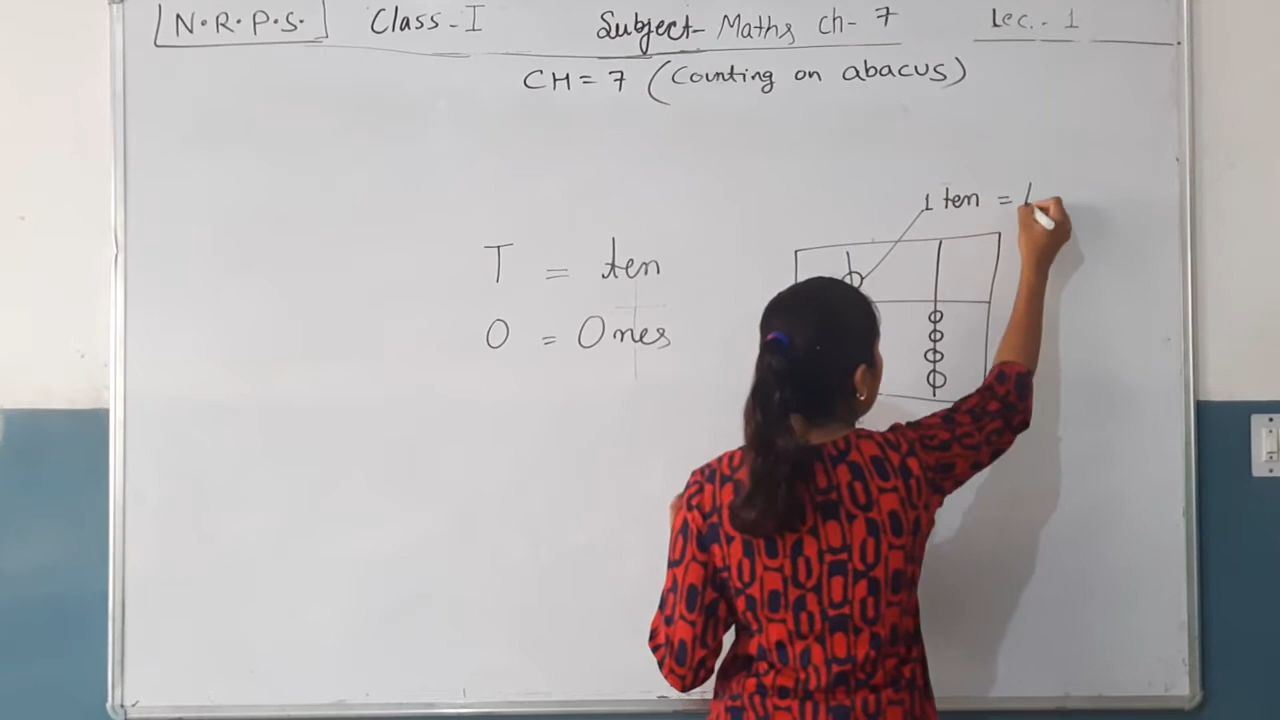 N.R.P.S. Class-I Subject- Maths Ch- 7 Lec.- 1
CH = 7 (Counting on abacus)
1 ten =
T = ten
O = Ones